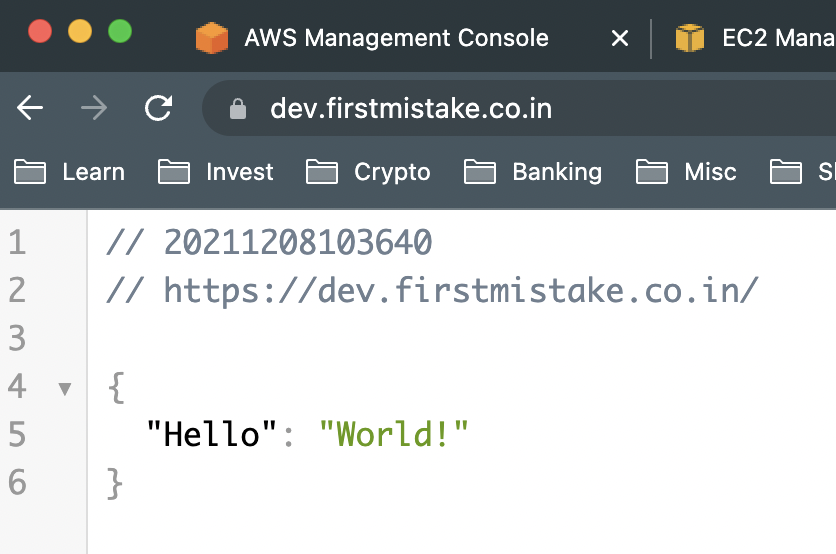 AWS Management Console EC2 Mana
dev.firstmistake.co.in
Learn Invest Crypto Banking Misc S
1 // 20211208103640
2 // https://dev.firstmistake.co.in/
3
4 {
5 "Hello": "World!"
6 }